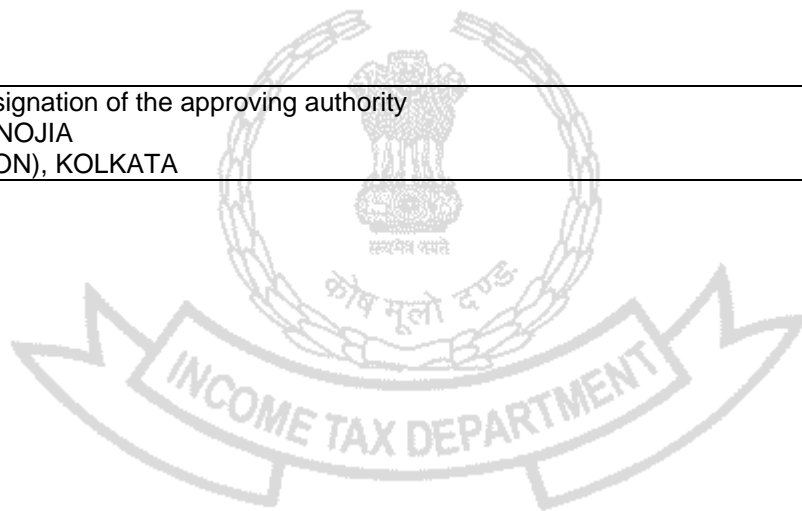 signation of the approving authority
NOJIA
ON), KOLKATA
सत्यमेव जयते
कोष मूलो दण्डः
INCOME TAX DEPARTMENT